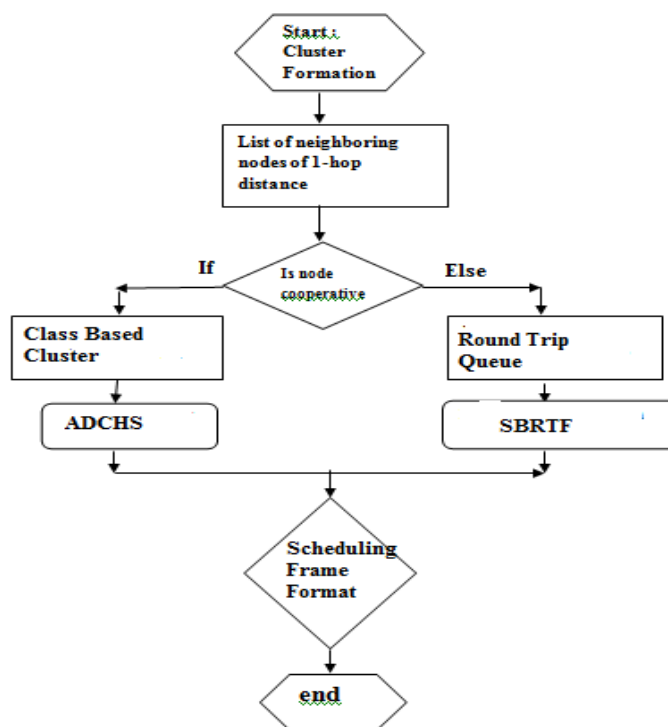 Start :
Cluster
Formation
List of neighboring
nodes of 1-hop
distance
If
Is node
cooperative
Else
Class Based
Cluster
Round Trip
Queue
ADCHS
SBRTF
Scheduling
Frame
Format
end